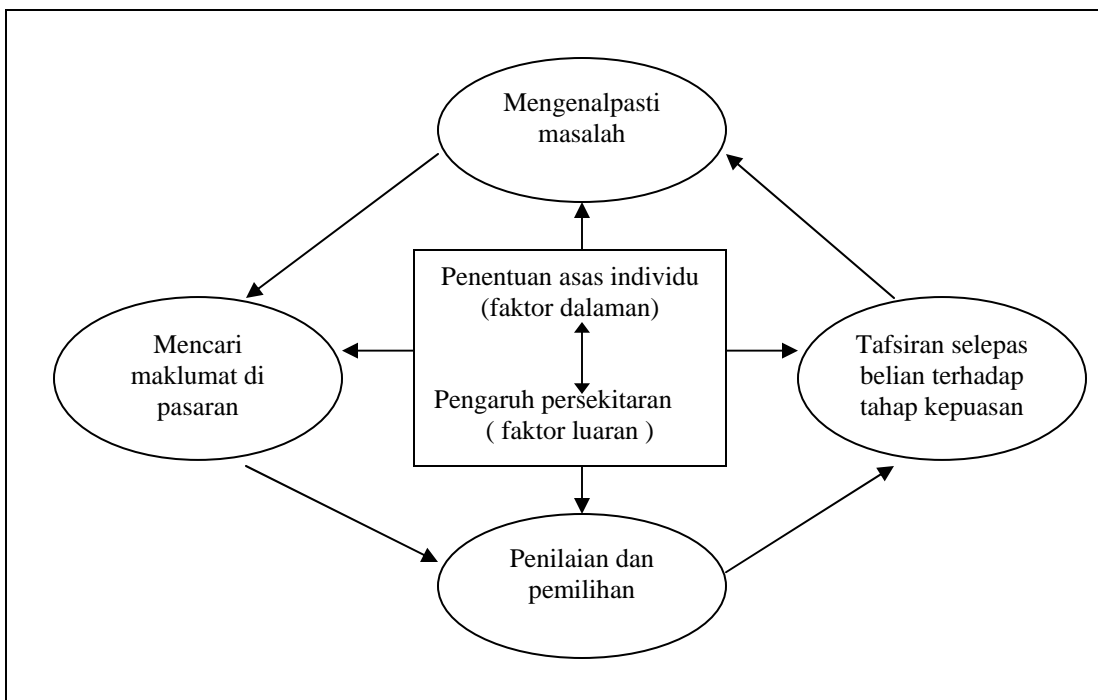 Mengenalpasti
masalah
Penentuan asas individu
(faktor dalaman)
Mencari
maklumat di
pasaran
Tafsiran selepas
belian terhadap
tahap kepuasan
Pengaruh persekitaran
( faktor luaran )
Penilaian dan
pemilihan